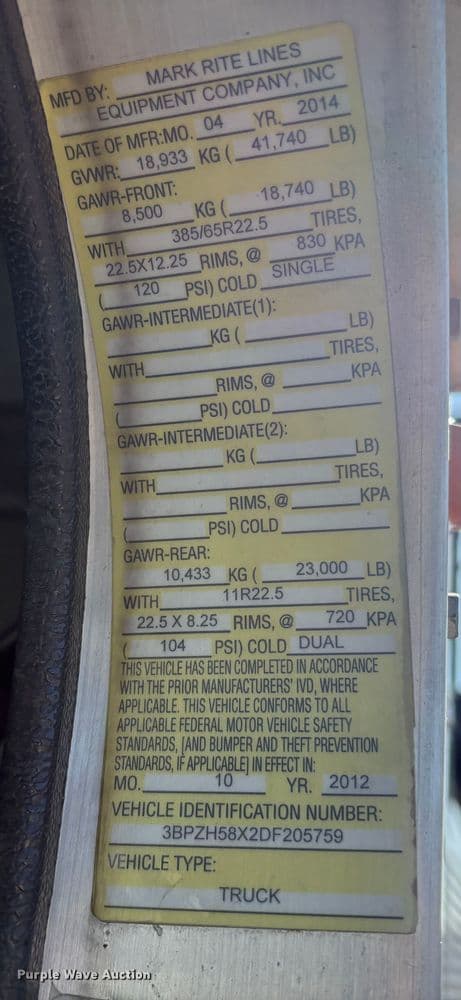 MFD BY: MARK RITE LINES
EQUIPMENT COMPANY, INC
DATE OF MFR:MO. 04 YR. 2014
GVWR: 18,933 KG ( 41,740 LB)
GAWR-FRONT:
8,500 KG ( 18,740 LB)
WITH 385/65R22.5 TIRES,
22.5X12.25 RIMS, @ 830 KPA
( 120 PSI) COLD SINGLE
GAWR-INTERMEDIATE(1):
KG ( LB)
WITH TIRES,
RIMS, @ KPA
( PSI) COLD
GAWR-INTERMEDIATE(2):
KG ( LB)
WITH TIRES,
RIMS, @ KPA
( PSI) COLD
GAWR-REAR:
10,433 KG ( 23,000 LB)
WITH 11R22.5 TIRES,
22.5 X 8.25 RIMS, @ 720 KPA
( 104 PSI) COLD DUAL
THIS VEHICLE HAS BEEN COMPLETED IN ACCORDANCE
WITH THE PRIOR MANUFACTURERS' IVD, WHERE
APPLICABLE. THIS VEHICLE CONFORMS TO ALL
APPLICABLE FEDERAL MOTOR VEHICLE SAFETY
STANDARDS, [AND BUMPER AND THEFT PREVENTION
STANDARDS, IF APPLICABLE] IN EFFECT IN:
MO. 10 YR. 2012
VEHICLE IDENTIFICATION NUMBER:
3BPZH58X2DF205759
VEHICLE TYPE:
TRUCK
Purple Wave Auction